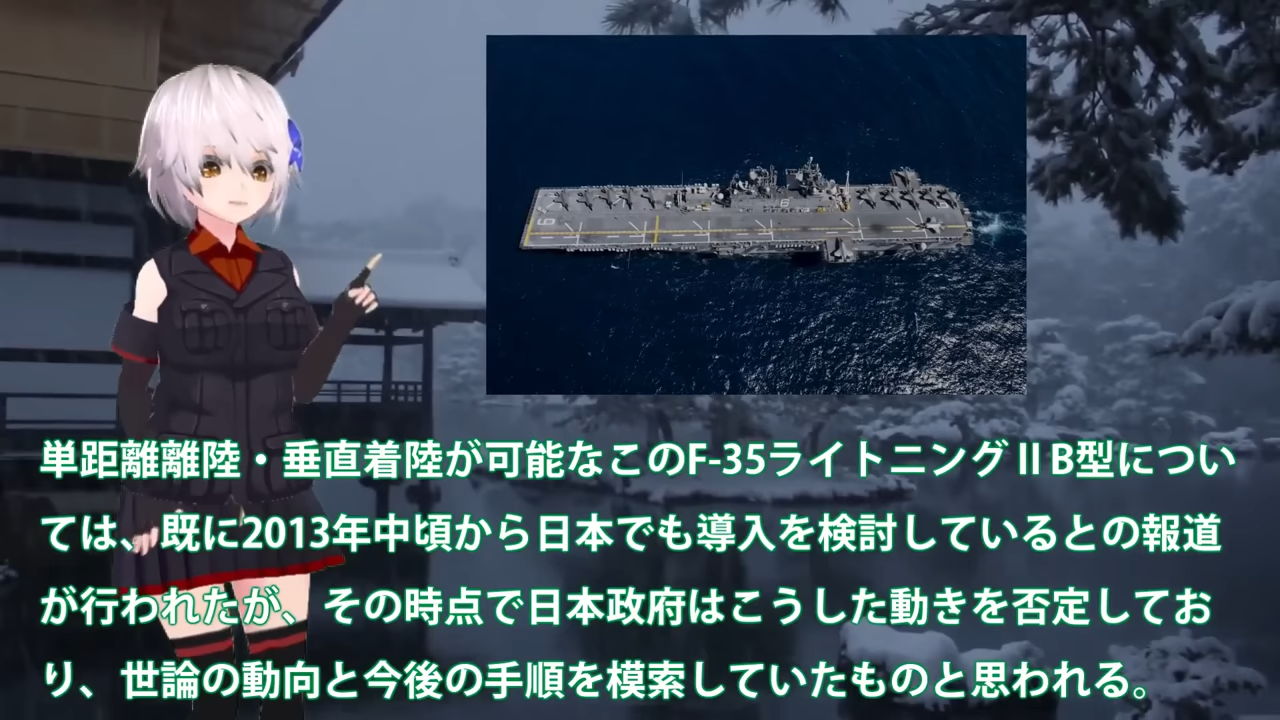 単距離離陸・垂直着陸が可能なこのF-35ライトニングⅡB型につい
ては、既に2013年中頃から日本でも導入を検討しているとの報道
が行われたが、その時点で日本政府はこうした動きを否定してお
り、世論の動向と今後の手順を模索していたものと思われる。